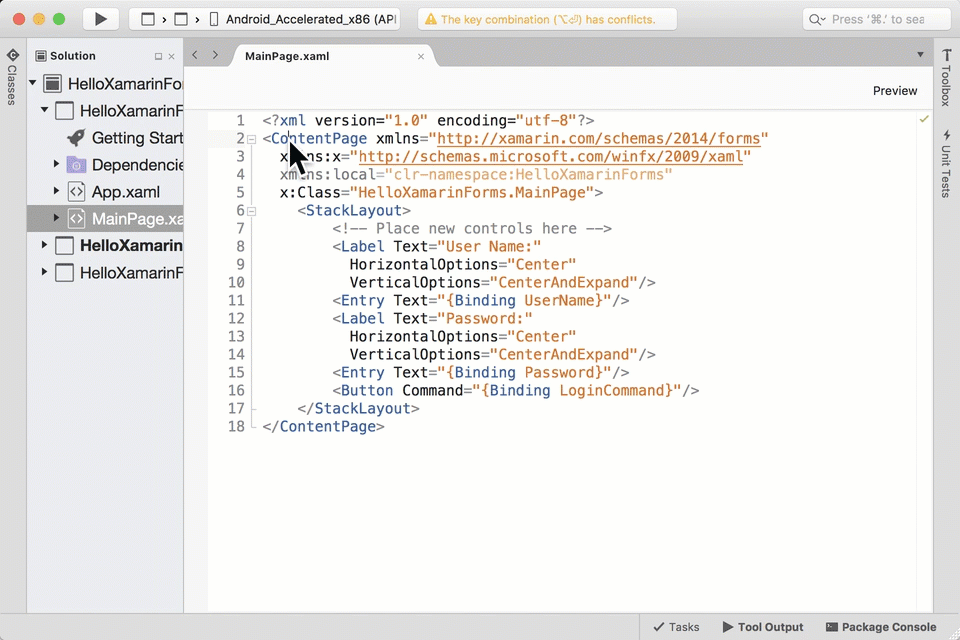 Android_Accelerated_x86 (API
The key combination (⌥⏎) has conflicts.
Press ‘⌘.’ to sea
Classes
Solution
HelloXamarinFor
HelloXamarinF
Getting Start
Dependencie
App.xaml
MainPage.xa
HelloXamarin
HelloXamarinF
MainPage.xaml
Preview
1 <?xml version="1.0" encoding="utf-8"?>
2 <ContentPage xmlns="http://xamarin.com/schemas/2014/forms"
3 xmlns:x="http://schemas.microsoft.com/winfx/2009/xaml"
4 xmlns:local="clr-namespace:HelloXamarinForms"
5 x:Class="HelloXamarinForms.MainPage">
6 <StackLayout>
7 <!-- Place new controls here -->
8 <Label Text="User Name:"
9 HorizontalOptions="Center"
10 VerticalOptions="CenterAndExpand"/>
11 <Entry Text="{Binding UserName}"/>
12 <Label Text="Password:"
13 HorizontalOptions="Center"
14 VerticalOptions="CenterAndExpand"/>
15 <Entry Text="{Binding Password}"/>
16 <Button Command="{Binding LoginCommand}"/>
17 </StackLayout>
18 </ContentPage>
Toolbox
Unit Tests
Tasks
Tool Output
Package Console